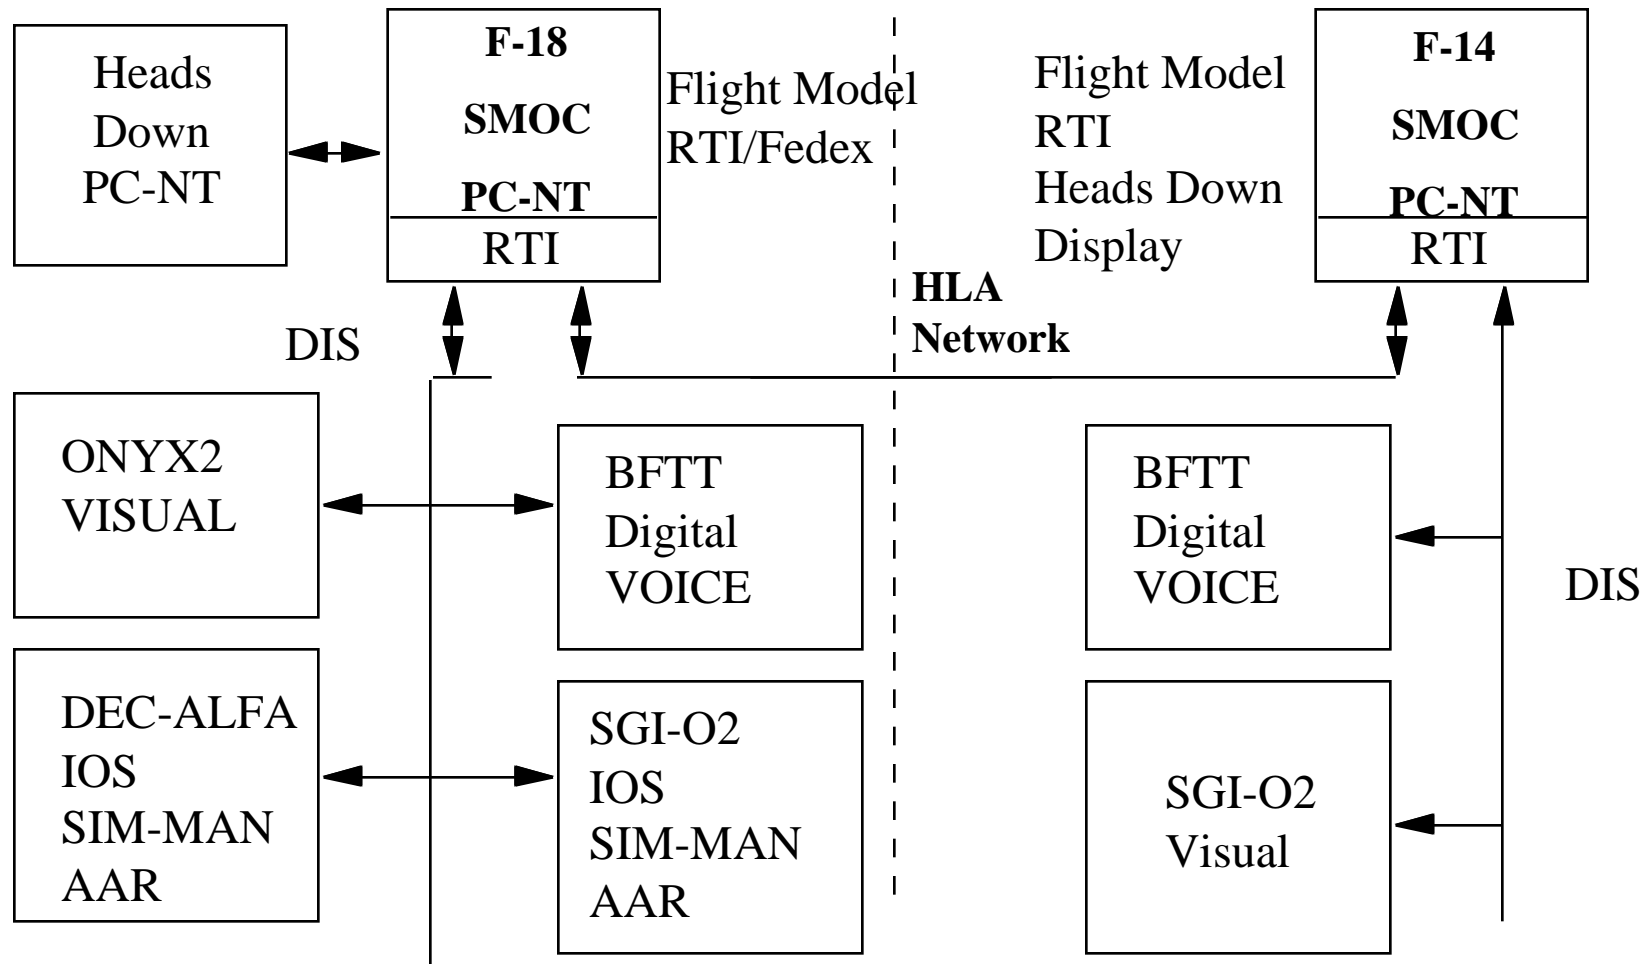 Heads
Down
PC-NT
F-18
SMOC
PC-NT
RTI
Flight Model
RTI/Fedex
Flight Model
RTI
Heads Down
Display
F-14
SMOC
PC-NT
RTI
HLA
Network
DIS
ONYX2
VISUAL
BFTT
Digital
VOICE
BFTT
Digital
VOICE
DIS
DEC-ALFA
IOS
SIM-MAN
AAR
SGI-O2
IOS
SIM-MAN
AAR
SGI-O2
Visual